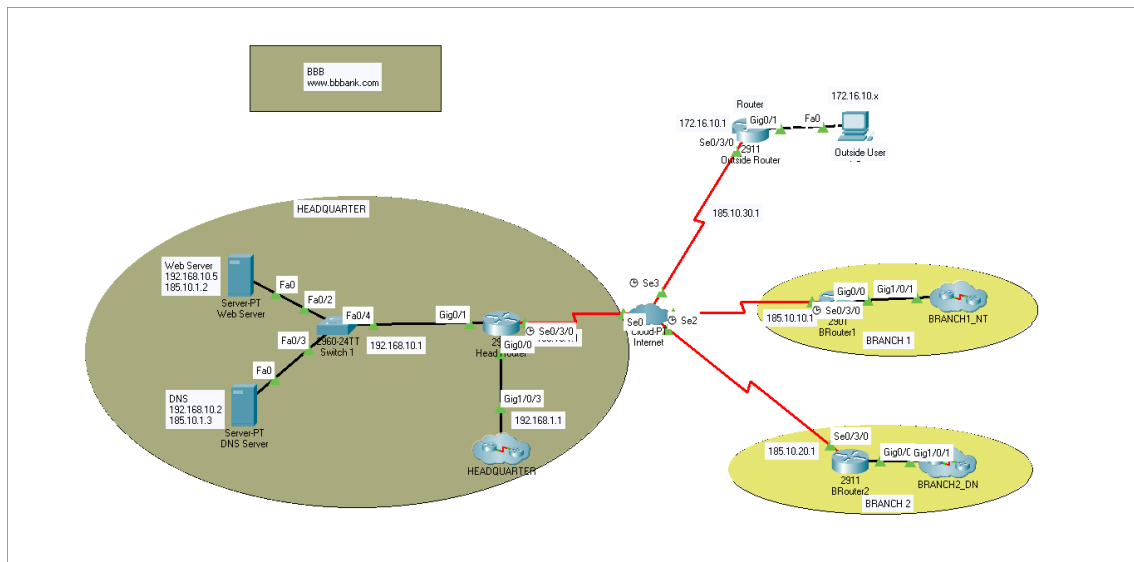 BBB
www.bbbank.com
172.16.10.x
Router
172.16.10.1
Gig0/1
Fa0
Se0/3/0
2911
Outside Router
Outside User
185.10.30.1
HEADQUARTER
Web Server
192.168.10.5
185.10.1.2
Fa0
Server-PT
Web Server
Fa0/2
Fa0/4
Fa0/3
2960-24TT
Switch 1
192.168.10.1
Fa0
DNS
192.168.10.2
185.10.1.3
Server-PT
DNS Server
Gig0/1
Se0/3/0
Gig0/0
Gig1/0/3
192.168.1.1
HEADQUARTER
Se3
Se0
Se2
Internet
Gig0/0
Gig1/0/1
185.10.10.1
Se0/3/0
BRouter1
BRANCH1_NT
BRANCH 1
Se0/3/0
185.10.20.1
Gig1/0/1
2911
BRouter2
BRANCH2_DN
BRANCH 2